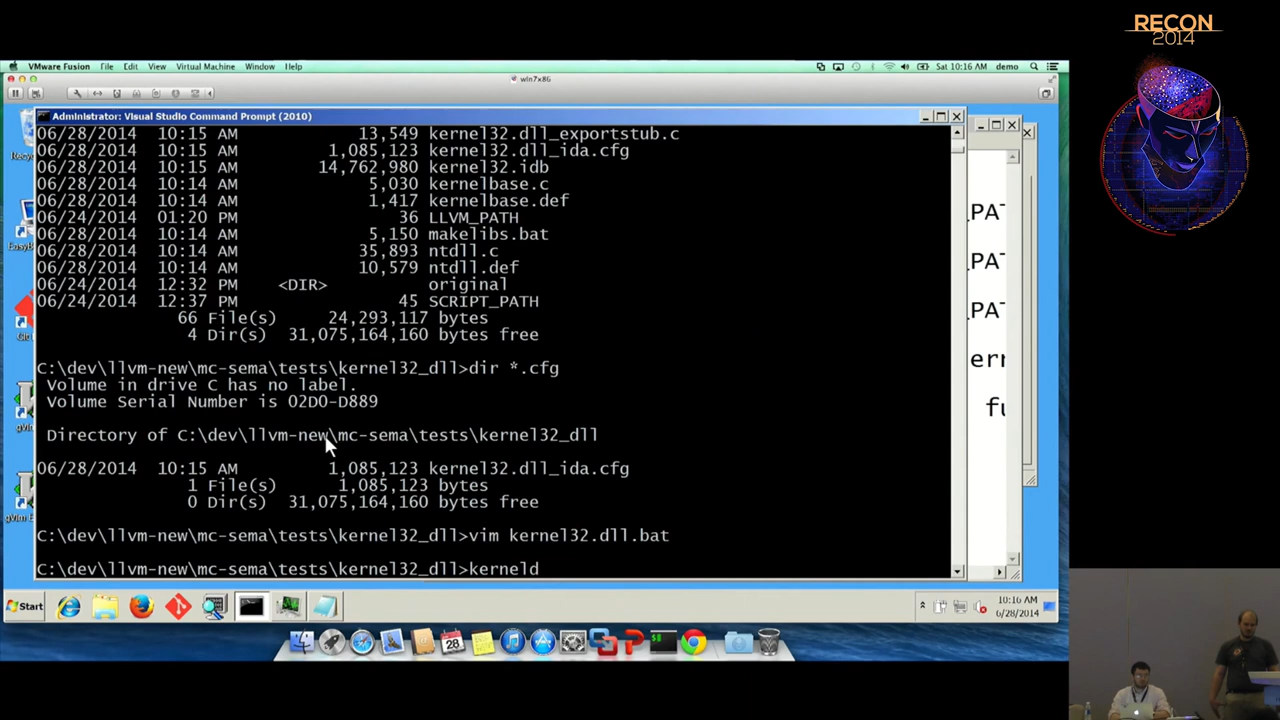 RECON
2014
VMware Fusion File Edit View Virtual Machine Window Help Sat 10:16 AM demo
win7x86
Administrator: Visual Studio Command Prompt (2010)
06/28/2014 10:15 AM 13,549 kernel32.dll_exportstub.c
06/28/2014 10:15 AM 1,085,123 kernel32.dll_ida.cfg
06/28/2014 10:15 AM 14,762,980 kernel32.idb
06/28/2014 10:14 AM 5,030 kernelbase.c
06/28/2014 10:14 AM 1,417 kernelbase.def
06/24/2014 01:20 PM 36 LLVM_PATH
06/28/2014 10:14 AM 5,150 makelibs.bat
06/28/2014 10:14 AM 35,893 ntdll.c
06/28/2014 10:14 AM 10,579 ntdll.def
06/24/2014 12:32 PM <DIR> original
06/24/2014 12:37 PM 45 SCRIPT_PATH
66 File(s) 24,293,117 bytes
4 Dir(s) 31,075,164,160 bytes free
C:\dev\llvm-new\mc-sema\tests\kernel32_dll>dir *.cfg
Volume in drive C has no label.
Volume Serial Number is 02D0-D889
Directory of C:\dev\llvm-new\mc-sema\tests\kernel32_dll
06/28/2014 10:15 AM 1,085,123 kernel32.dll_ida.cfg
1 File(s) 1,085,123 bytes
0 Dir(s) 31,075,164,160 bytes free
C:\dev\llvm-new\mc-sema\tests\kernel32_dll>vim kernel32.dll.bat
C:\dev\llvm-new\mc-sema\tests\kernel32_dll>kerneld
_PA
_PA
_PA
er
fu
Start
10:16 AM
6/28/2014
28